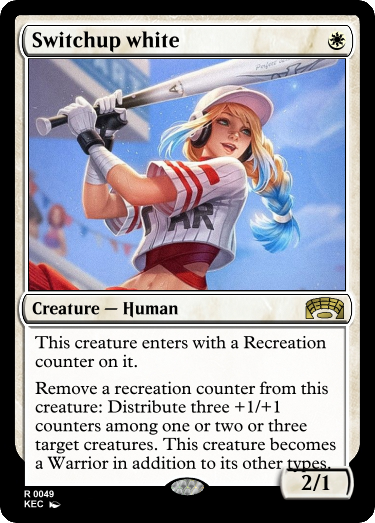 Switchup white
Creature — Human
This creature enters with a Recreation
counter on it.
Remove a recreation counter from this
creature: Distribute three +1/+1
counters among one or two or three
target creatures. This creature becomes
a Warrior in addition to its other types.
2/1
R 0049
KEC